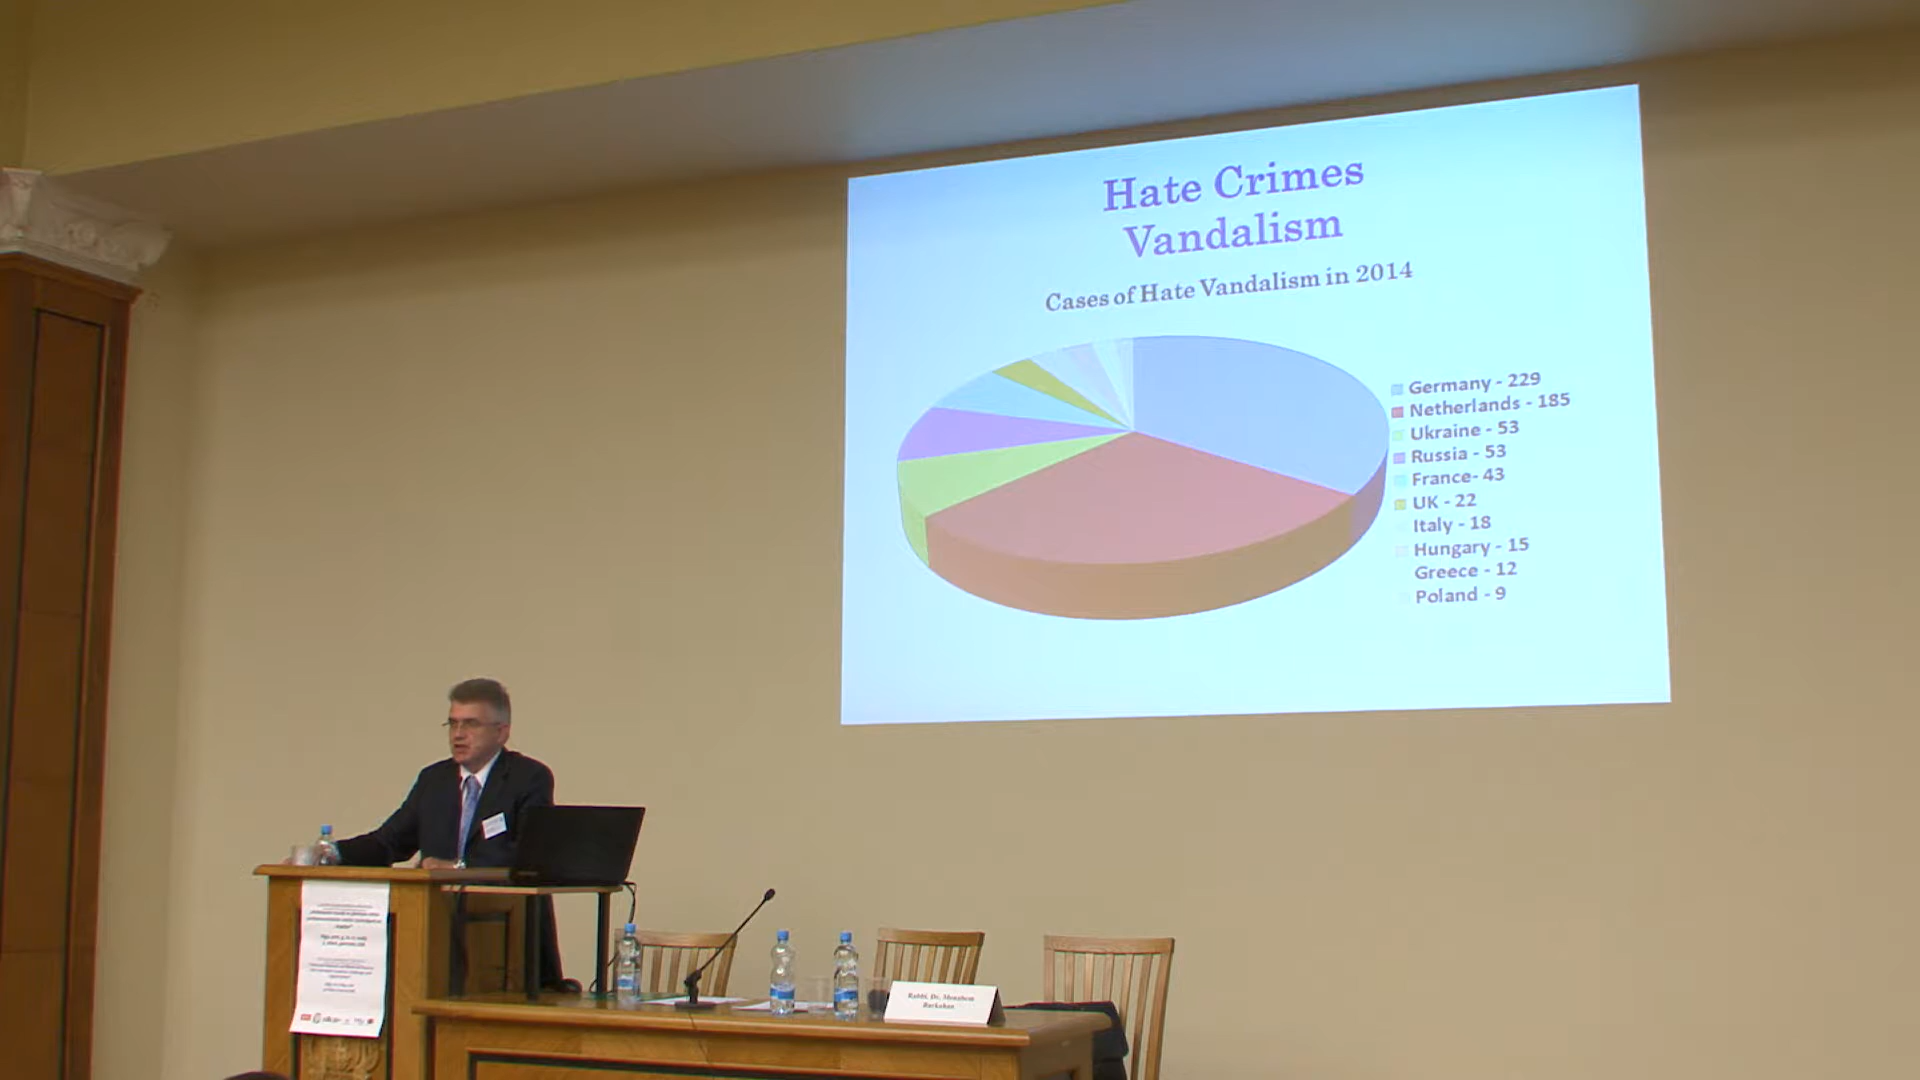 Hate Crimes
Vandalism
Cases of Hate Vandalism in 2014
Germany - 229
Netherlands - 185
Ukraine - 53
Russia - 53
France- 43
UK - 22
Italy - 18
Hungary - 15
Greece - 12
Poland - 9
Rabbi, Dr. Menahem
Barkahan